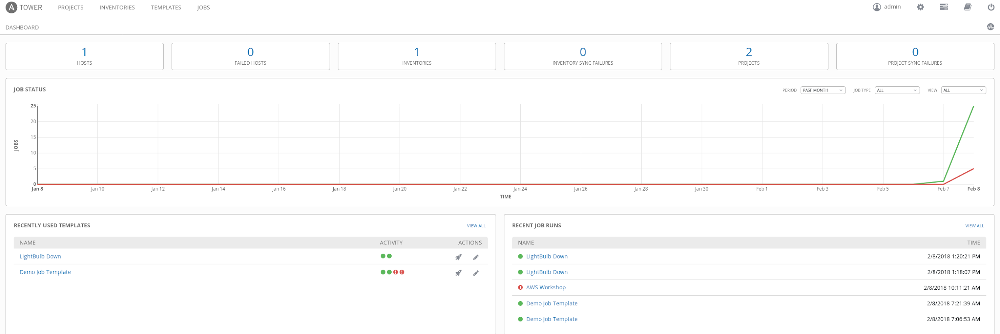 TOWER PROJECTS INVENTORIES TEMPLATES JOBS admin
DASHBOARD
1 0 1 0 2 0
HOSTS FAILED HOSTS INVENTORIES INVENTORY SYNC FAILURES PROJECTS PROJECT SYNC FAILURES
JOB STATUS PERIOD PAST MONTH JOB TYPE ALL VIEW ALL
25
20
15
10
5
0
JOBS
Jan 8 Jan 10 Jan 12 Jan 14 Jan 16 Jan 18 Jan 20 Jan 22 Jan 24 Jan 26 Jan 28 Jan 30 Feb 1 Feb 3 Feb 5 Feb 7 Feb 8
TIME
RECENTLY USED TEMPLATES VIEW ALL
NAME ACTIVITY ACTIONS
LightBulb Down
Demo Job Template
RECENT JOB RUNS VIEW ALL
NAME TIME
LightBulb Down 2/8/2018 1:20:21 PM
LightBulb Down 2/8/2018 1:18:07 PM
AWS Workshop 2/8/2018 10:11:21 AM
Demo Job Template 2/8/2018 7:21:39 AM
Demo Job Template 2/8/2018 7:06:53 AM